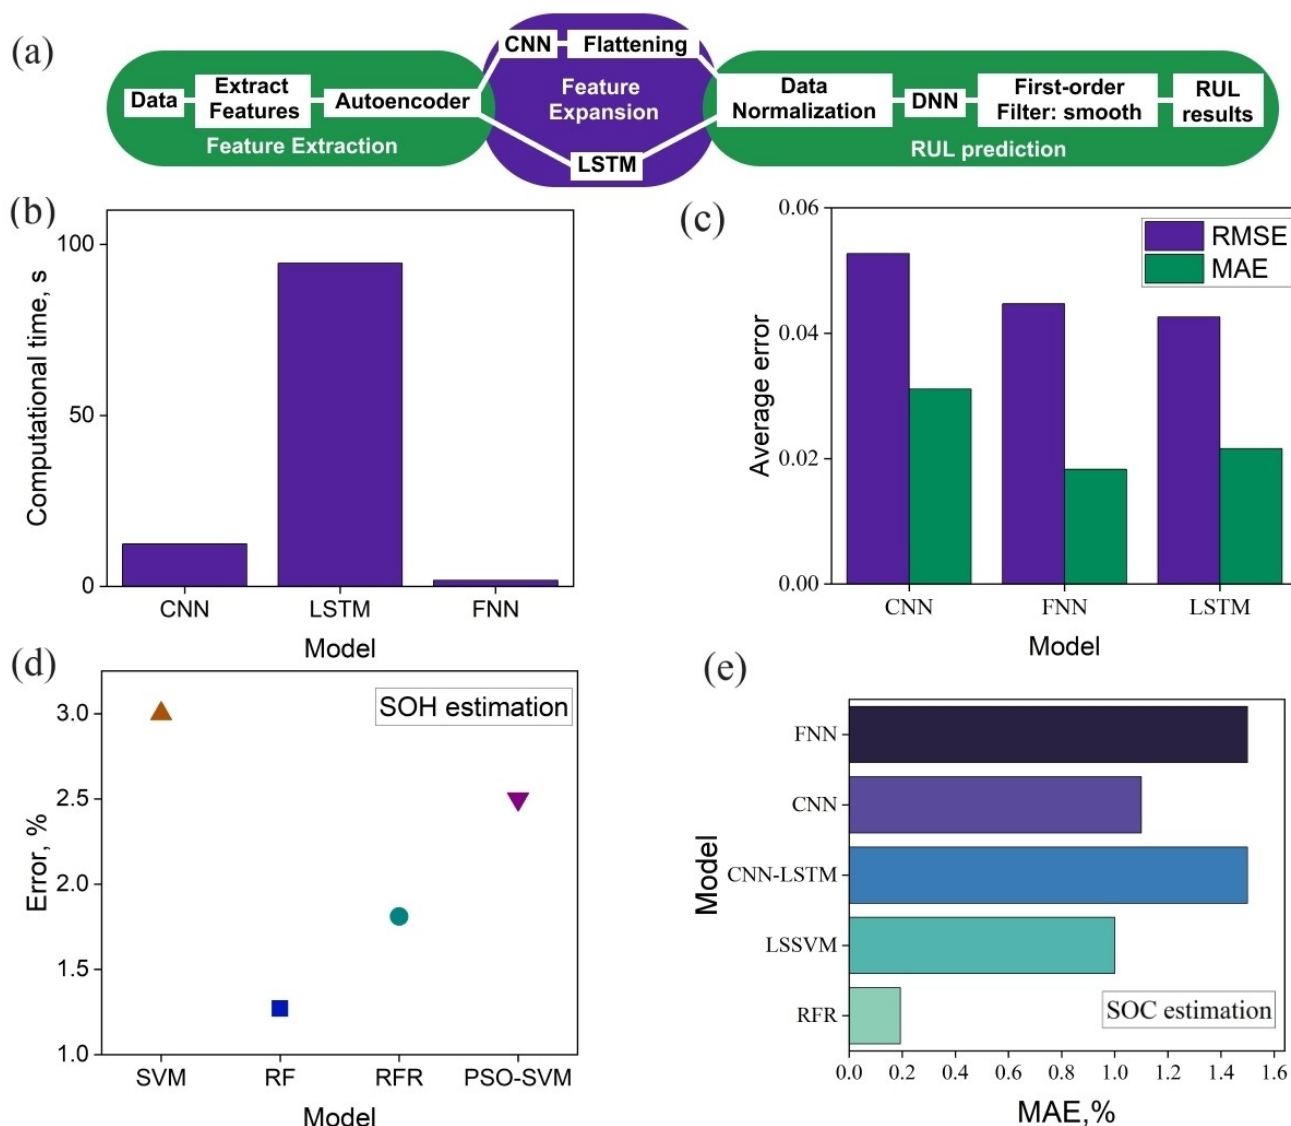 (a)
Data
Extract
Features
Autoencoder
Feature Extraction
CNN
Flattening
Feature
Expansion
LSTM
Data
Normalization
DNN
First-order
Filter: smooth
RUL
results
RUL prediction
(b)
Computational time, s
100
50
0
CNN LSTM FNN
Model
(c)
Average error
0.06
0.04
0.02
0.00
RMSE
MAE
CNN FNN LSTM
Model
(d)
Error, %
3.0
2.5
2.0
1.5
1.0
SOH estimation
SVM RF RFR PSO-SVM
Model
(e)
Model
FNN
CNN
CNN-LSTM
LSSVM
RFR
SOC estimation
0.0 0.2 0.4 0.6 0.8 1.0 1.2 1.4 1.6
MAE,%